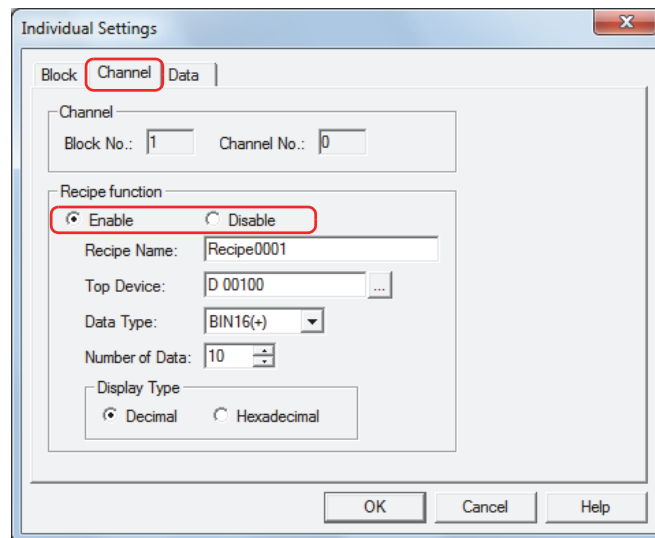 Individual Settings
Block Channel Data
Channel
Block No.: 1 Channel No.: 0
Recipe function
Enable Disable
Recipe Name: Recipe0001
Top Device: D 00100 ...
Data Type: BIN16(+)
Number of Data: 10
Display Type
Decimal Hexadecimal
OK Cancel Help